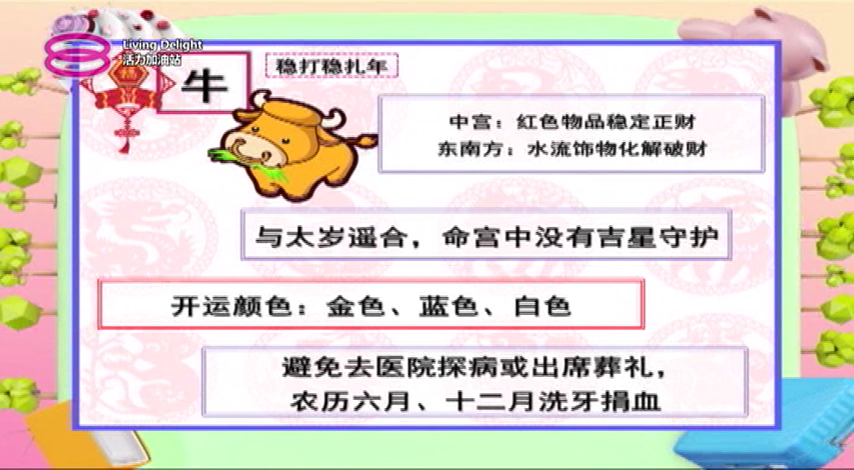 Living Delight
活力加油站
福
牛
稳打稳扎年
中宫：红色物品稳定正财
东南方：水流饰物化解破财
与太岁遥合，命宫中没有吉星守护
开运颜色：金色、蓝色、白色
避免去医院探病或出席葬礼，
农历六月、十二月洗牙捐血